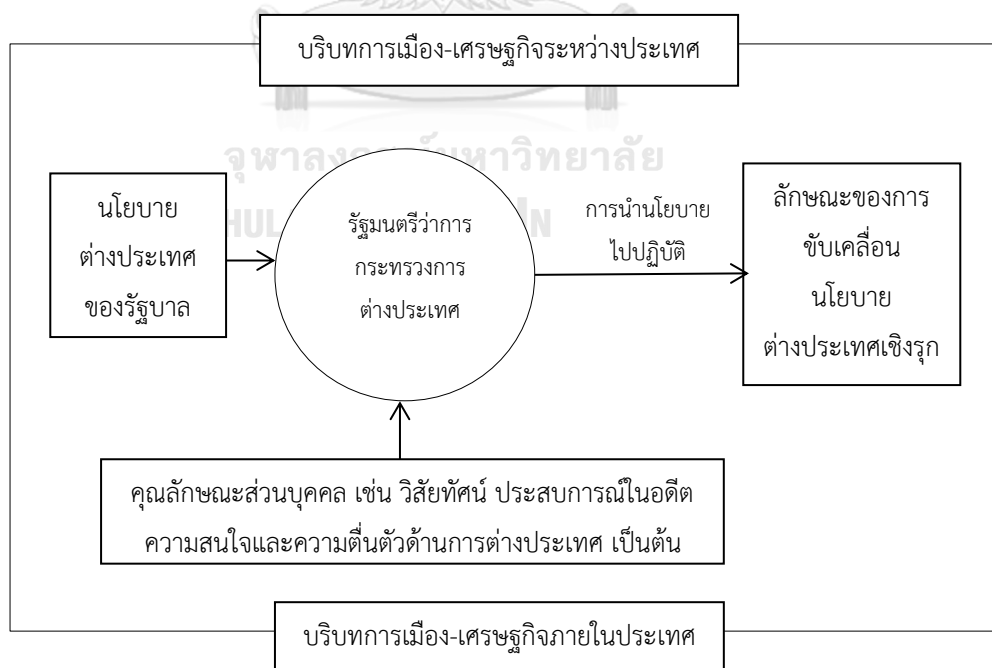 บริบทการเมือง-เศรษฐกิจระหว่างประเทศ
นโยบาย
ต่างประเทศ
ของรัฐบาล
รัฐมนตรีว่าการ
กระทรวงการ
ต่างประเทศ
การนำนโยบาย
ไปปฏิบัติ
ลักษณะของการ
ขับเคลื่อน
นโยบาย
ต่างประเทศเชิงรุก
คุณลักษณะส่วนบุคคล เช่น วิสัยทัศน์ ประสบการณ์ในอดีต
ความสนใจและความตื่นตัวด้านการต่างประเทศ เป็นต้น
บริบทการเมือง-เศรษฐกิจภายในประเทศ